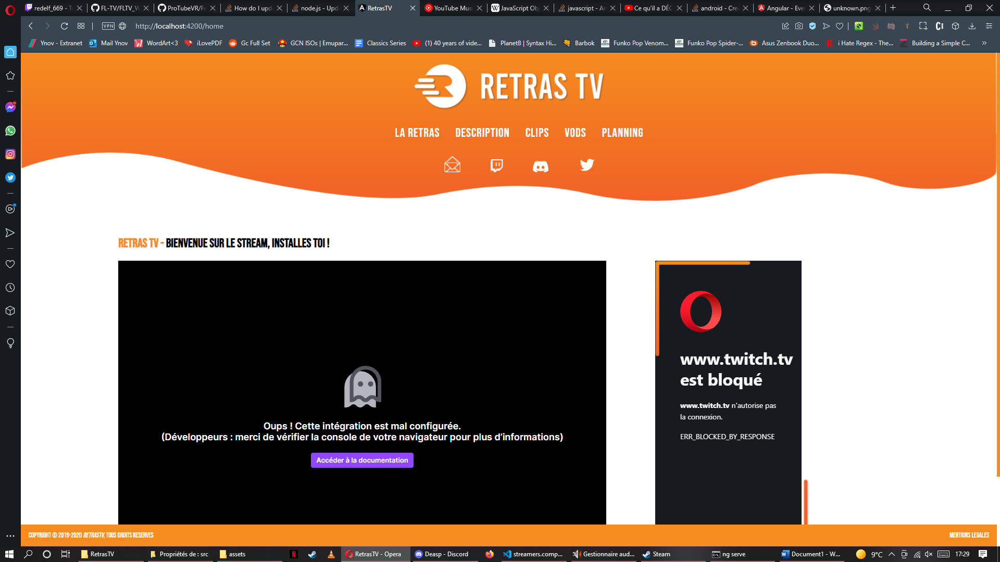 redelf_669 - T
FL-TV/FLTV_W
ProTubeVR/Fo
How do I upd
node.js - Upd
RetrasTV
YouTube Mus
JavaScript Obj
javascript - Ar
Ce qu'il a DÉC
android - Crea
Angular - Eve
unknown.png
VPN
http://localhost:4200/home
Ynov - Extranet
Mail Ynov
WordArt<3
iLovePDF
Gc Full Set
GCN ISOs | Emupar...
Classics Series
(1) 40 years of vide...
PlanetB | Syntax Hi...
Barbok
Funko Pop Venom...
Funko Pop Spider-...
Asus Zenbook Duo...
i Hate Regex - The...
Building a Simple C...
RETRAS TV
LA RETRAS
DESCRIPTION
CLIPS
VODS
PLANNING
RETRAS TV - BIENVENUE SUR LE STREAM, INSTALLES TOI !
Oups ! Cette intégration est mal configurée.
(Développeurs : merci de vérifier la console de votre navigateur pour plus d'informations)
Accéder à la documentation
www.twitch.tv
est bloqué
www.twitch.tv n'autorise pas
la connexion.
ERR_BLOCKED_BY_RESPONSE
COPYRIGHT © 2019-2020 RETRASTV, TOUS DROITS RESERVES
MENTIONS LEGALES
RetrasTV
Propriétés de : src
assets
RetrasTV - Opera
Deasp - Discord
streamers.comp...
Gestionnaire aud...
Steam
ng serve
Document1 - W...
9°C
17:29